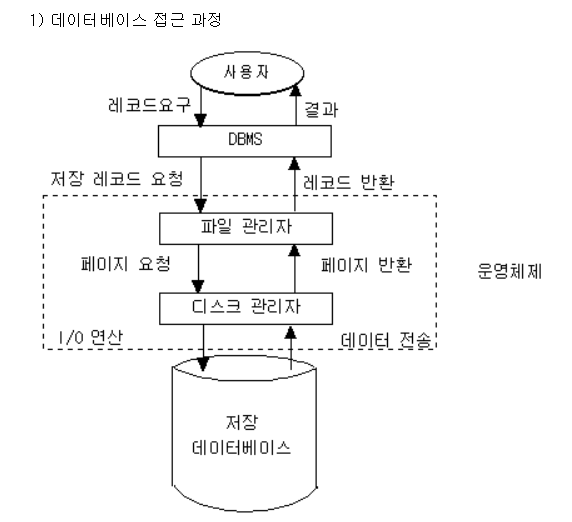 1) 데이터베이스 접근 과정
사용자
레코드요구
결과
DBMS
저장 레코드 요청
레코드 반환
파일 관리자
페이지 요청
페이지 반환
운영체제
디스크 관리자
I/O 연산
데이터 전송
저장
데이터베이스